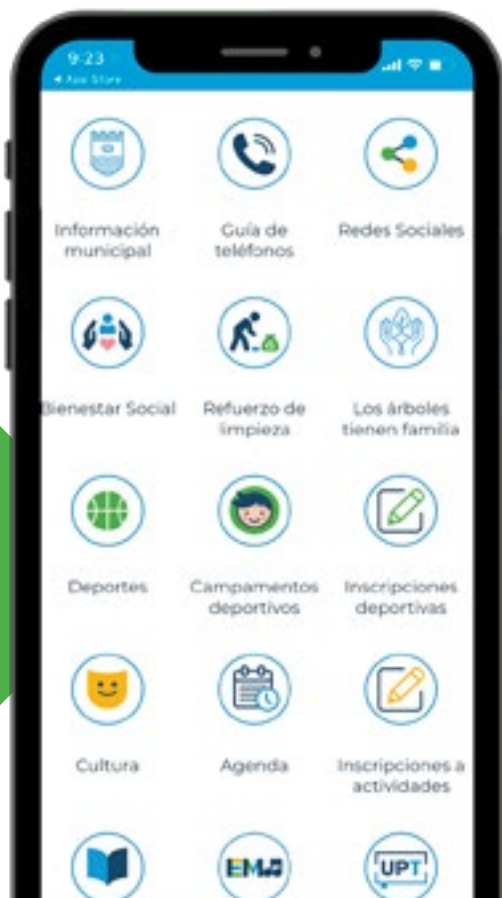 9:23
◀ App Store
Información
municipal
Guía de
teléfonos
Redes Sociales
Bienestar Social
Refuerzo de
limpieza
Los árboles
tienen familia
Deportes
Campamentos
deportivos
Inscripciones
deportivas
Cultura
Agenda
Inscripciones a
actividades
EM
UPT